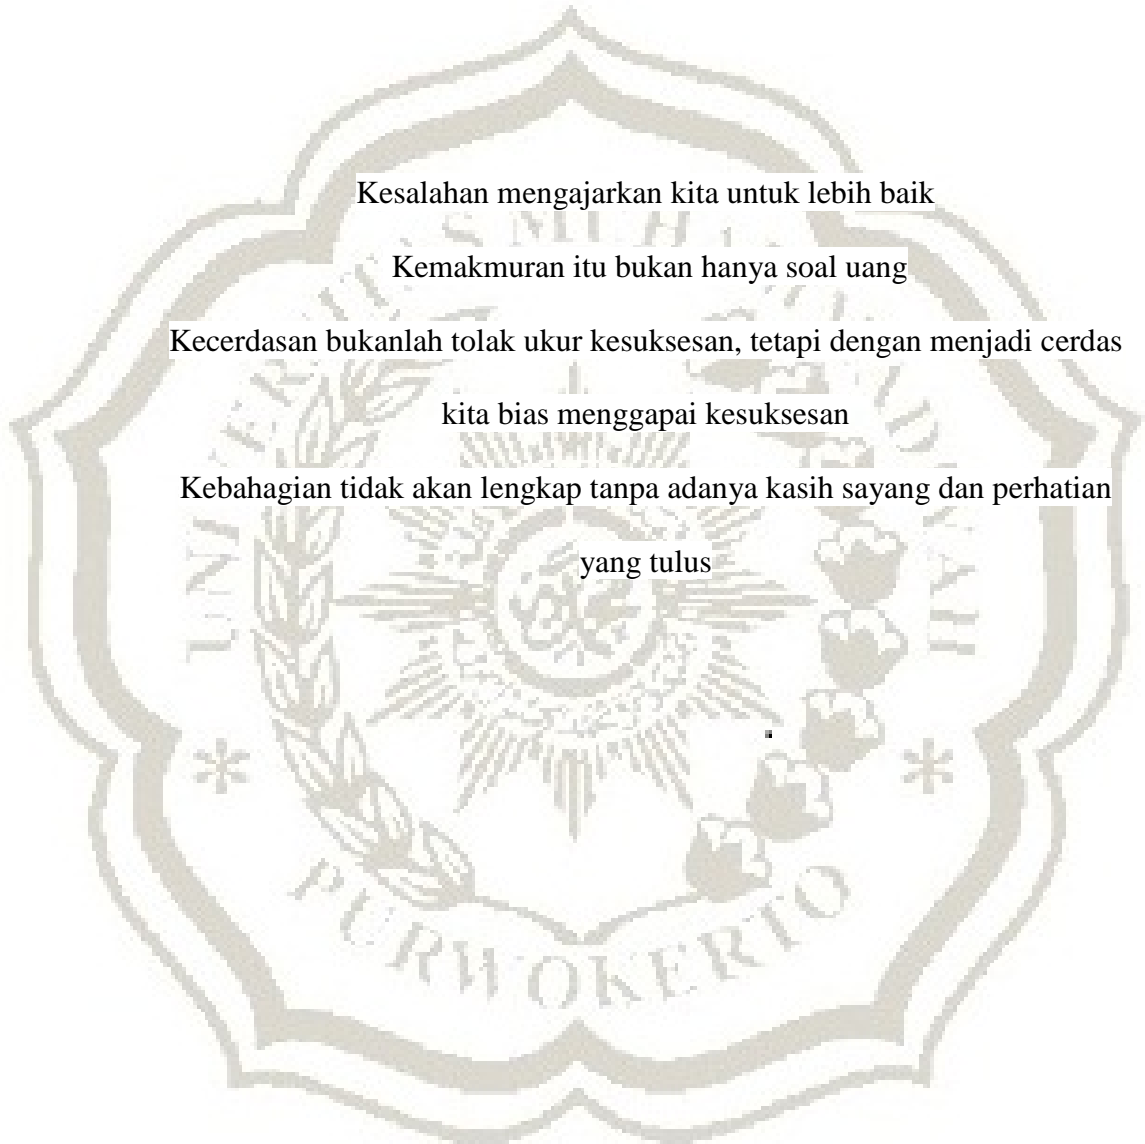 Kesalahan mengajarkan kita untuk lebih baik
Kemakmuran itu bukan hanya soal uang
Kecerdasan bukanlah tolak ukur kesuksesan, tetapi dengan menjadi cerdas
kita bias menggapai kesuksesan
Kebahagian tidak akan lengkap tanpa adanya kasih sayang dan perhatian
yang tulus
PURWOKERTO